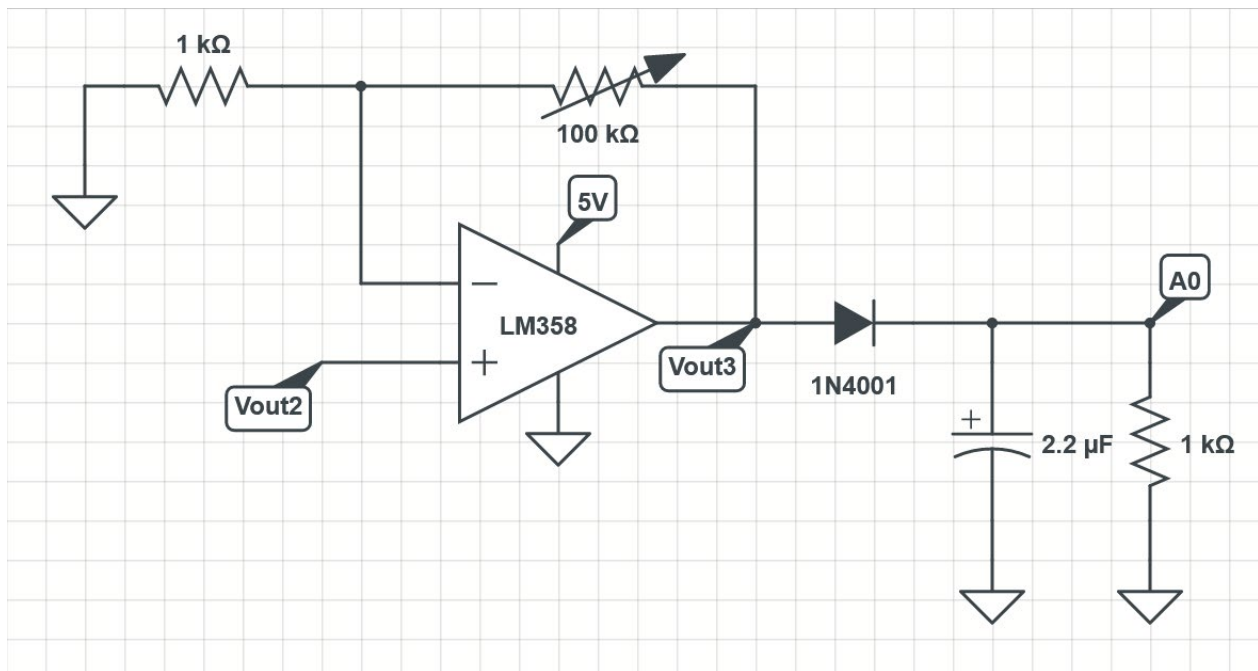 1 kΩ
100 kΩ
5V
−
LM358
+
Vout2
Vout3
1N4001
A0
+
2.2 µF
1 kΩ